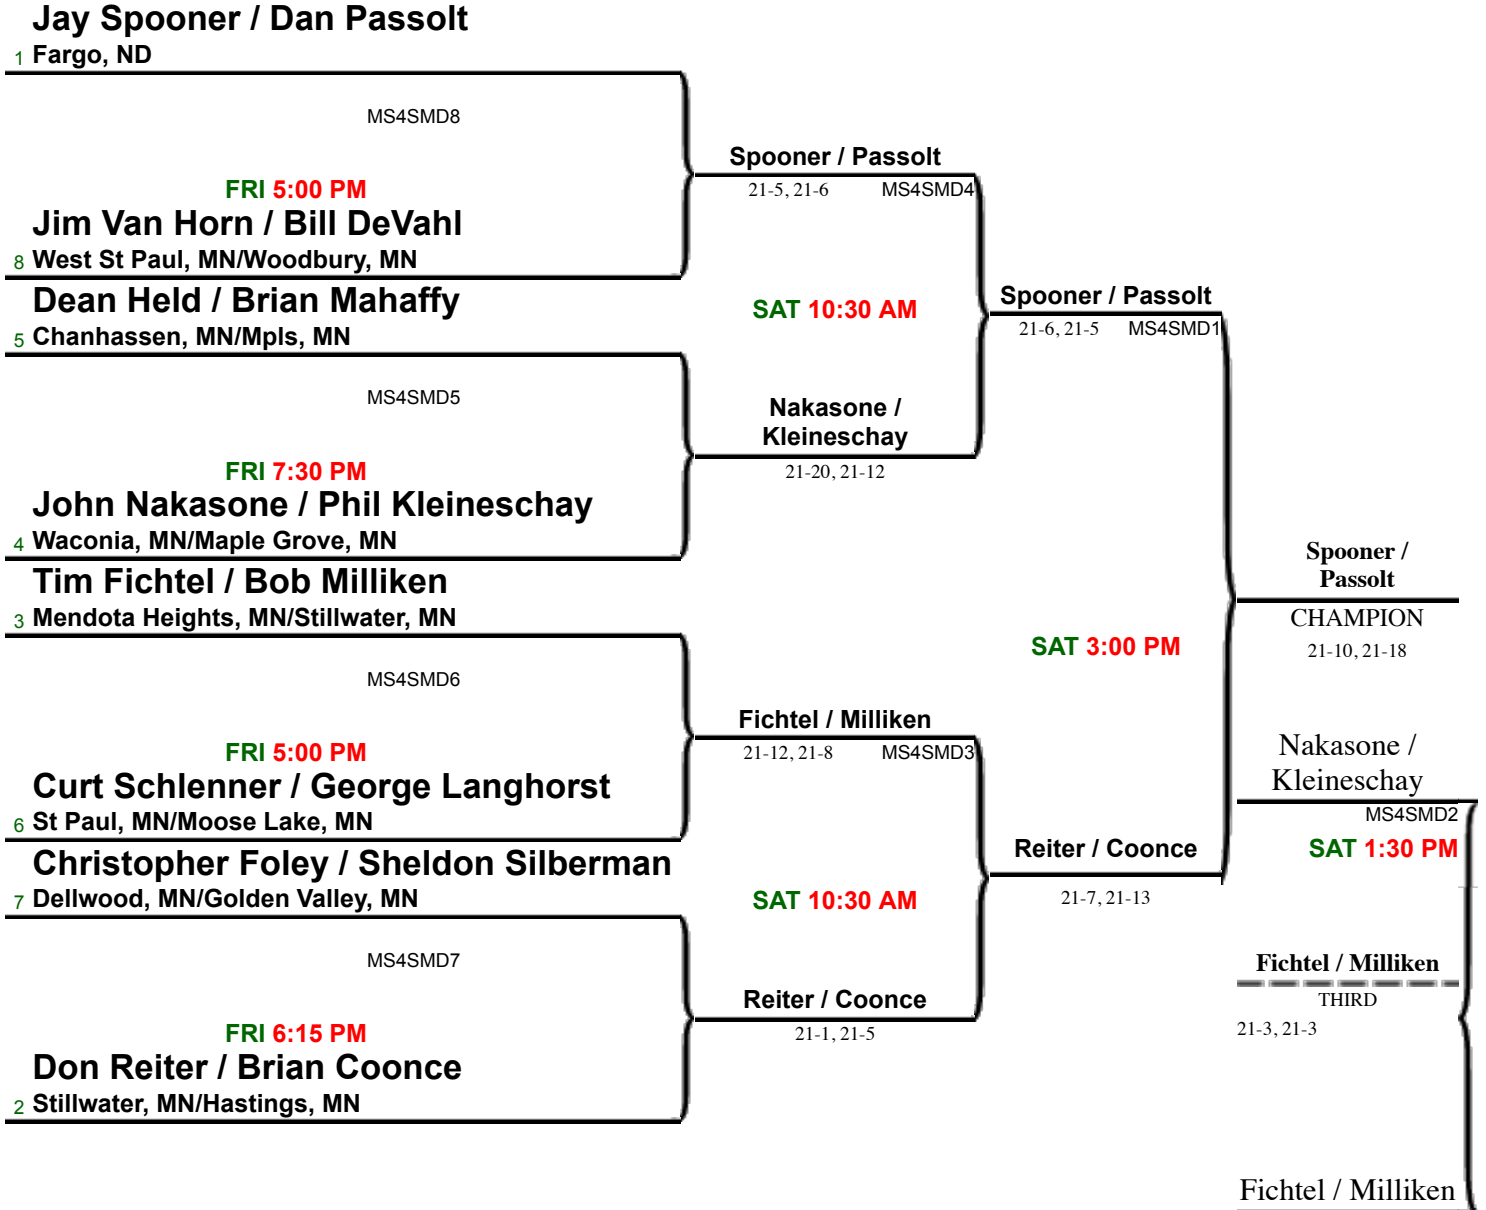 Jay Spooner / Dan Passolt
1 Fargo, ND
MS4SMD8
FRI 5:00 PM
Jim Van Horn / Bill DeVahl
8 West St Paul, MN/Woodbury, MN
Dean Held / Brian Mahaffy
5 Chanhassen, MN/Mpls, MN
MS4SMD5
FRI 7:30 PM
John Nakasone / Phil Kleineschay
4 Waconia, MN/Maple Grove, MN
Tim Fichtel / Bob Milliken
3 Mendota Heights, MN/Stillwater, MN
MS4SMD6
FRI 5:00 PM
Curt Schlenner / George Langhorst
6 St Paul, MN/Moose Lake, MN
Christopher Foley / Sheldon Silberman
7 Dellwood, MN/Golden Valley, MN
MS4SMD7
FRI 6:15 PM
Don Reiter / Brian Coonce
2 Stillwater, MN/Hastings, MN
Spooner / Passolt
21-5, 21-6 MS4SMD4
SAT 10:30 AM
Nakasone /
Kleineschay
21-20, 21-12
Fichtel / Milliken
21-12, 21-8 MS4SMD3
SAT 10:30 AM
Reiter / Coonce
21-1, 21-5
Spooner / Passolt
21-6, 21-5 MS4SMD1
SAT 3:00 PM
Reiter / Coonce
21-7, 21-13
Spooner /
Passolt
CHAMPION
21-10, 21-18
Nakasone /
Kleineschay
MS4SMD2
SAT 1:30 PM
Fichtel / Milliken
THIRD
21-3, 21-3
Fichtel / Milliken